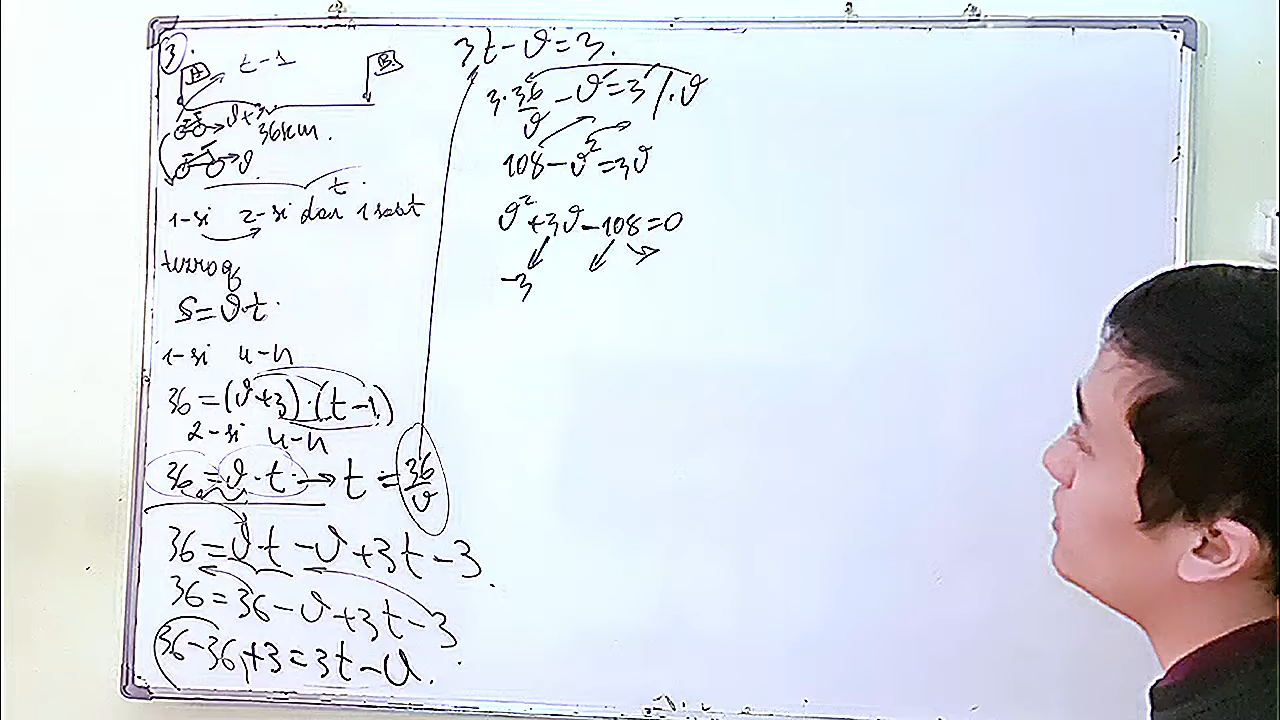 3.
A t-1 B
ϑ+3
36km.
ϑ.
t.
1-si 2-si dan 1 soat
tezroq
S=ϑ·t.
1-si u-n
36=(ϑ+3)·(t-1)
2-si u-n
36=ϑ·t→t=36/ϑ
36=ϑt-ϑ+3t-3.
36=36-ϑ+3t-3
36-36+3=3t-ϑ.
3t-ϑ=3.
3·36/ϑ-ϑ=3/·ϑ
108-ϑ²=3ϑ
ϑ²+3ϑ-108=0
-3